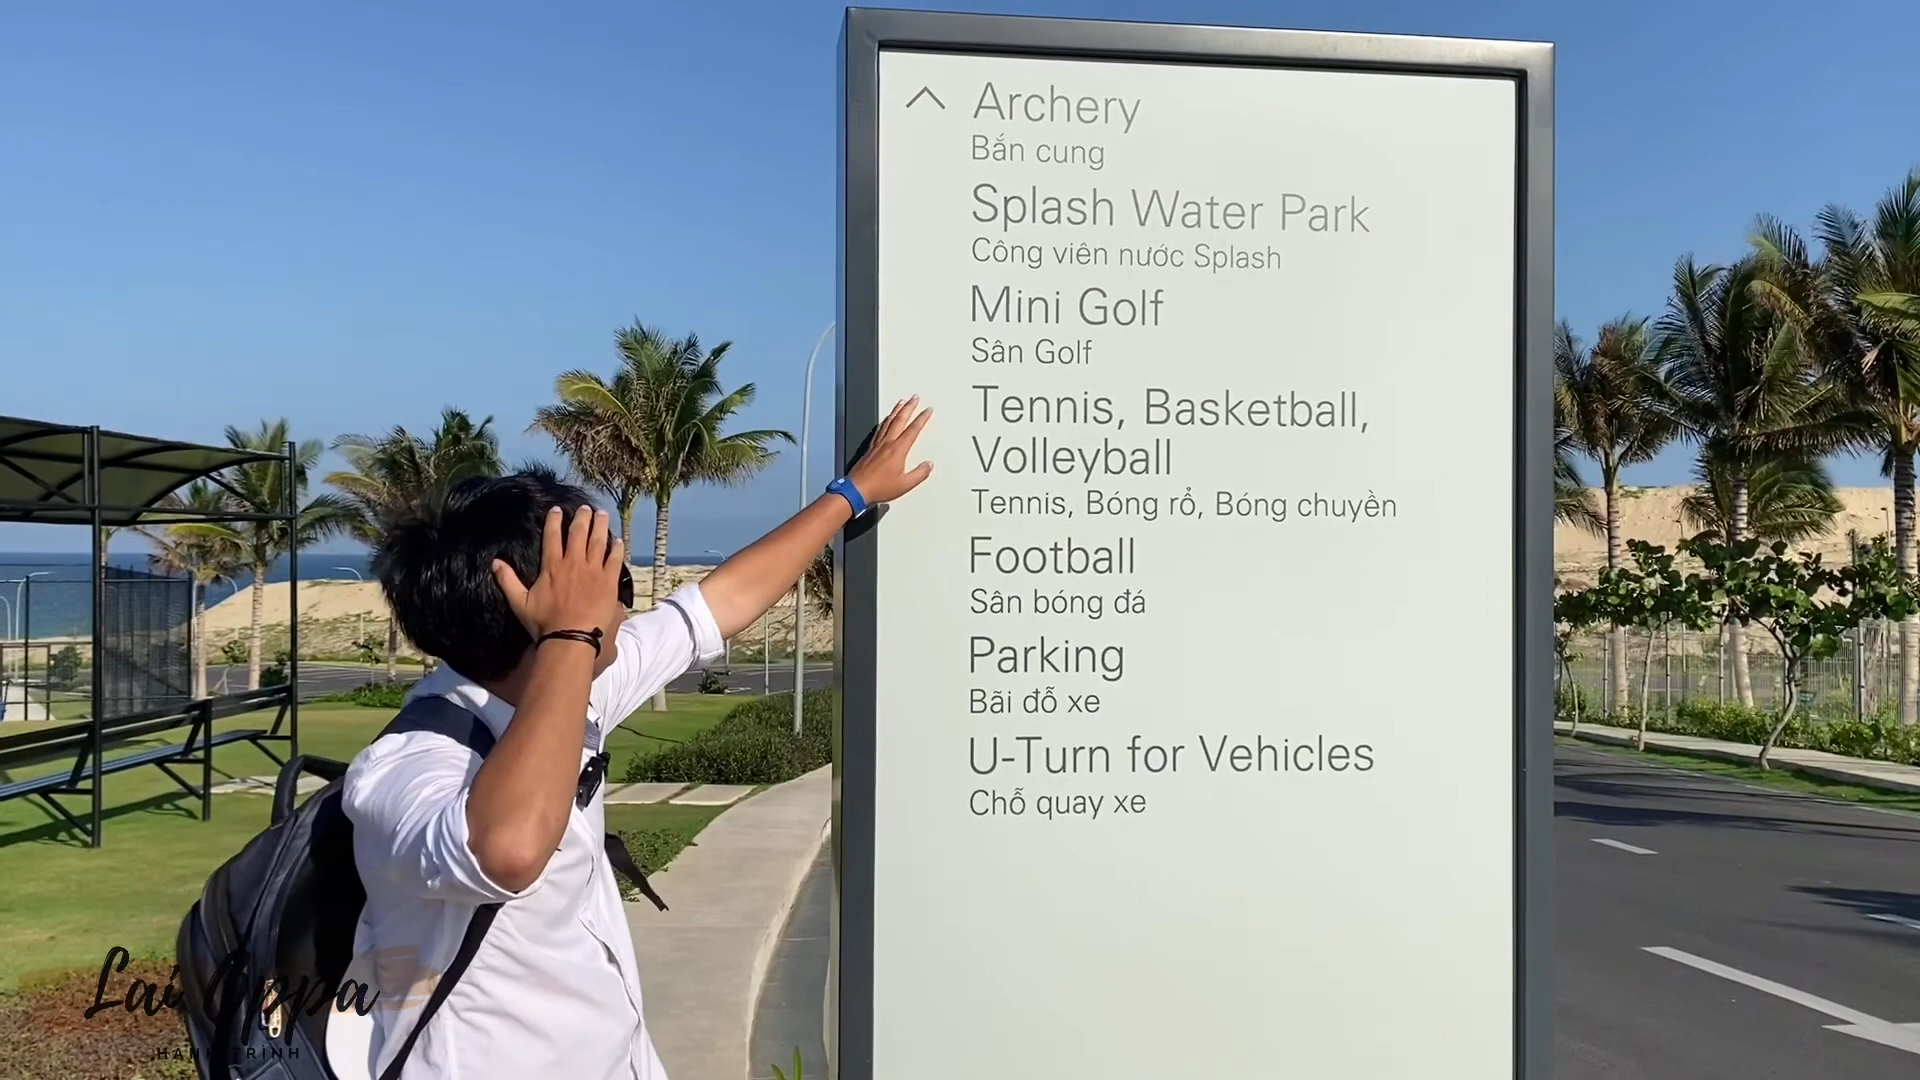 Archery
Bắn cung
Splash Water Park
Công viên nước Splash
Mini Golf
Sân Golf
Tennis, Basketball,
Volleyball
Tennis, Bóng rổ, Bóng chuyền
Football
Sân bóng đá
Parking
Bãi đỗ xe
U-Turn for Vehicles
Chỗ quay xe
Lai Oppa
HÀNH TRÌNH